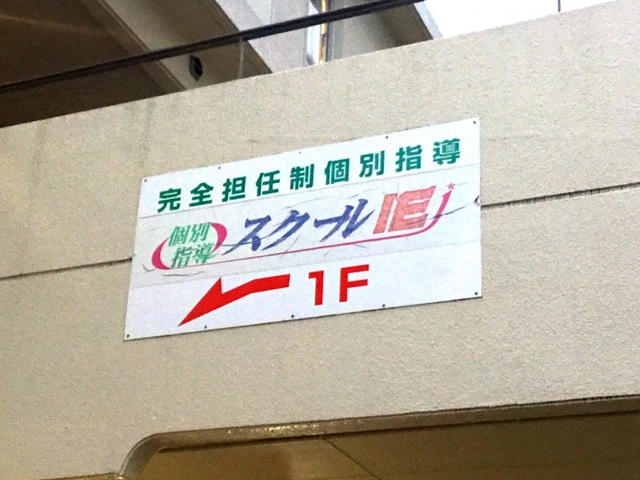 完全担任制個別指導
個別
指導
スクールIE
1F